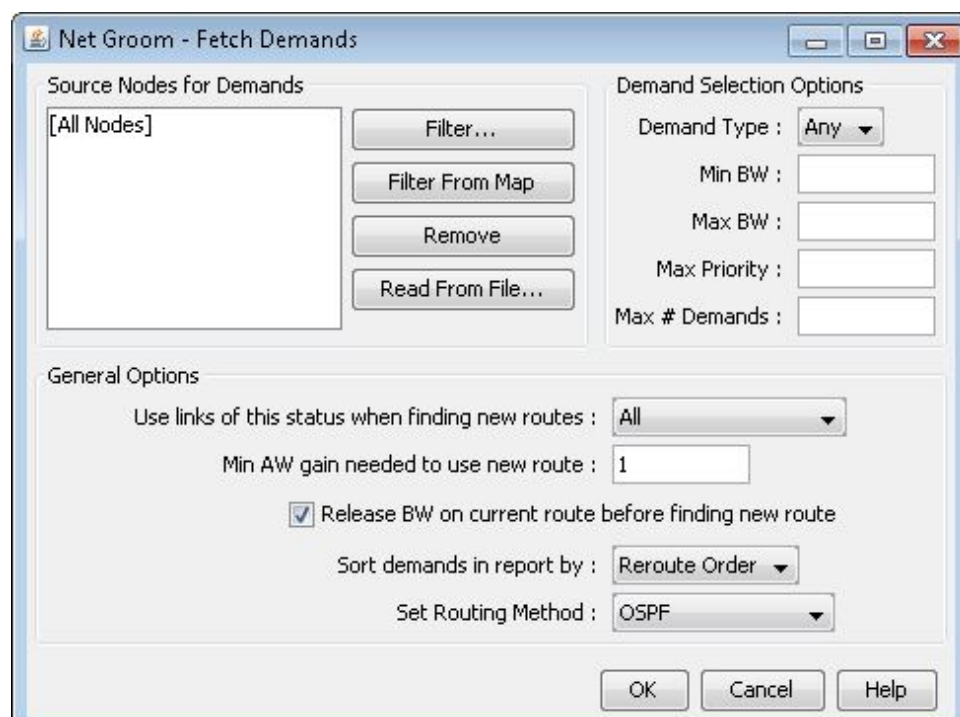 Net Groom - Fetch Demands
Source Nodes for Demands
[All Nodes]
Filter...
Filter From Map
Remove
Read From File...
Demand Selection Options
Demand Type : Any
Min BW :
Max BW :
Max Priority :
Max # Demands :
General Options
Use links of this status when finding new routes : All
Min AW gain needed to use new route : 1
Release BW on current route before finding new route
Sort demands in report by : Reroute Order
Set Routing Method : OSPF
OK Cancel Help